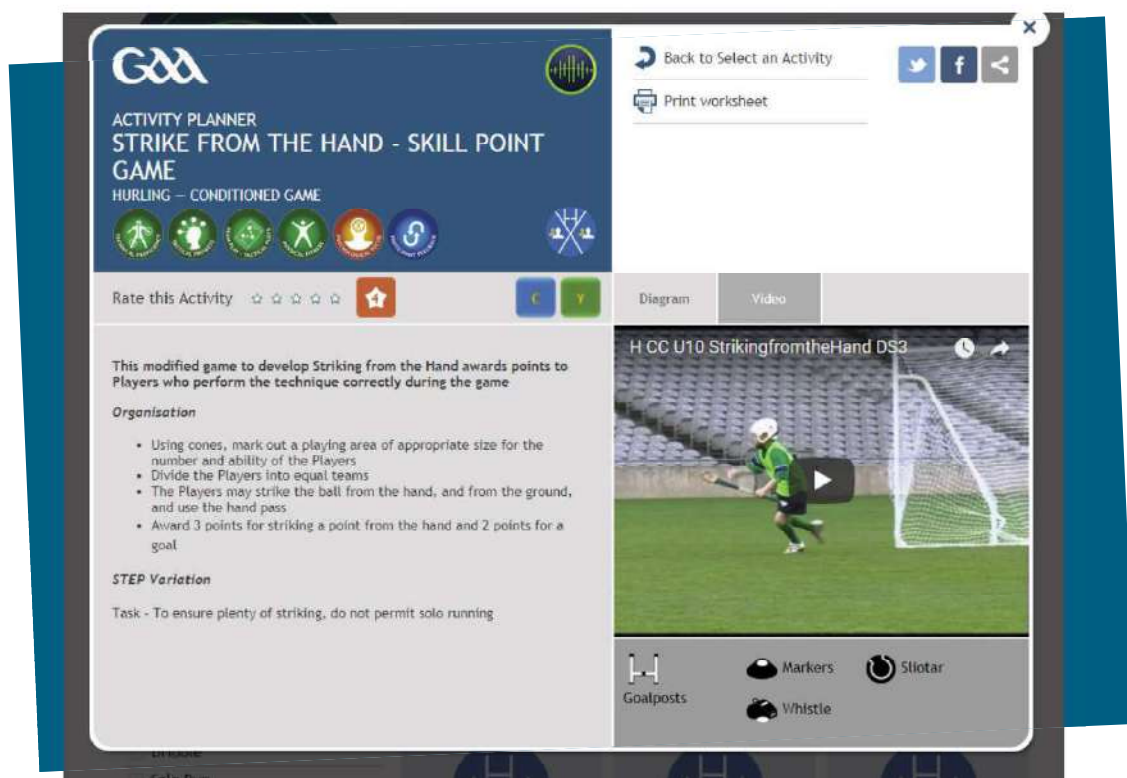 GAA
ACTIVITY PLANNER
STRIKE FROM THE HAND - SKILL POINT
GAME
HURLING – CONDITIONED GAME
Rate this Activity
4
C
Y
This modified game to develop Striking from the Hand awards points to
Players who perform the technique correctly during the game
Organisation
• Using cones, mark out a playing area of appropriate size for the
number and ability of the Players
• Divide the Players into equal teams
• The Players may strike the ball from the hand, and from the ground,
and use the hand pass
• Award 3 points for striking a point from the hand and 2 points for a
goal
STEP Variation
Task - To ensure plenty of striking, do not permit solo running
Back to Select an Activity
Print worksheet
Diagram
Video
H CC U10 StrikingfromtheHand DS3
Goalposts
Markers
Sliotar
Whistle